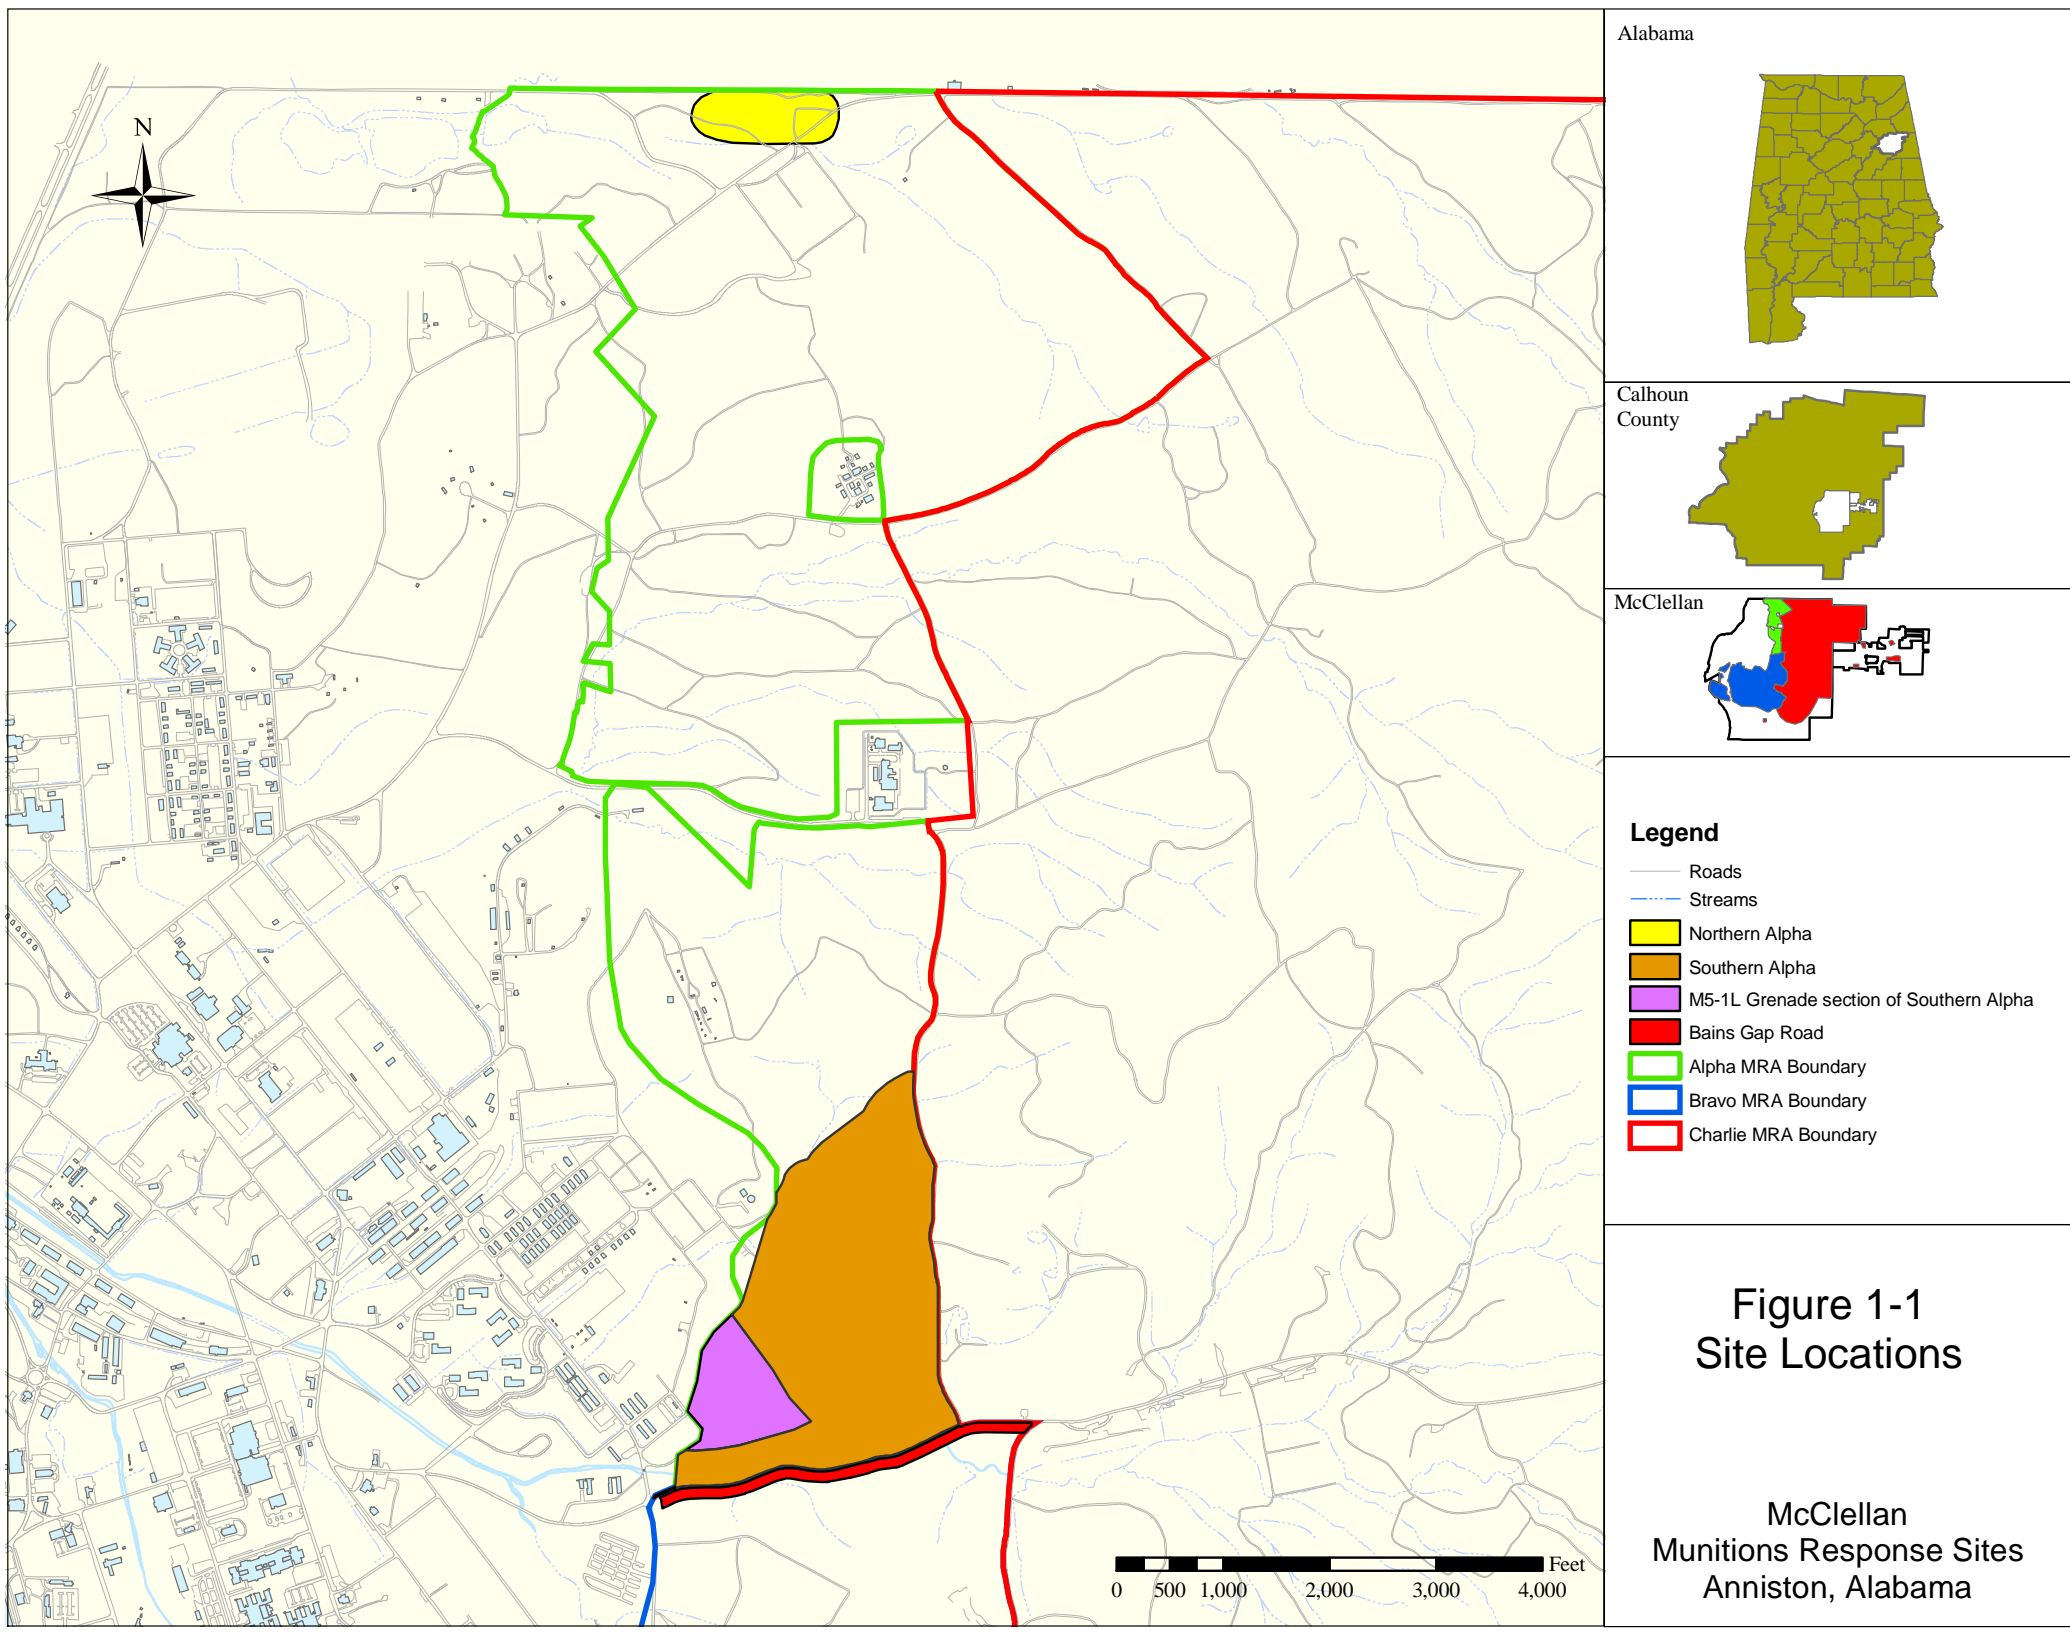 N
Alabama
Calhoun
County
McClellan
Legend
Roads
Streams
Northern Alpha
Southern Alpha
M5-1L Grenade section of Southern Alpha
Bains Gap Road
Alpha MRA Boundary
Bravo MRA Boundary
Charlie MRA Boundary
Figure 1-1
Site Locations
McClellan
Munitions Response Sites
Anniston, Alabama
Feet
0 500 1,000 2,000 3,000 4,000